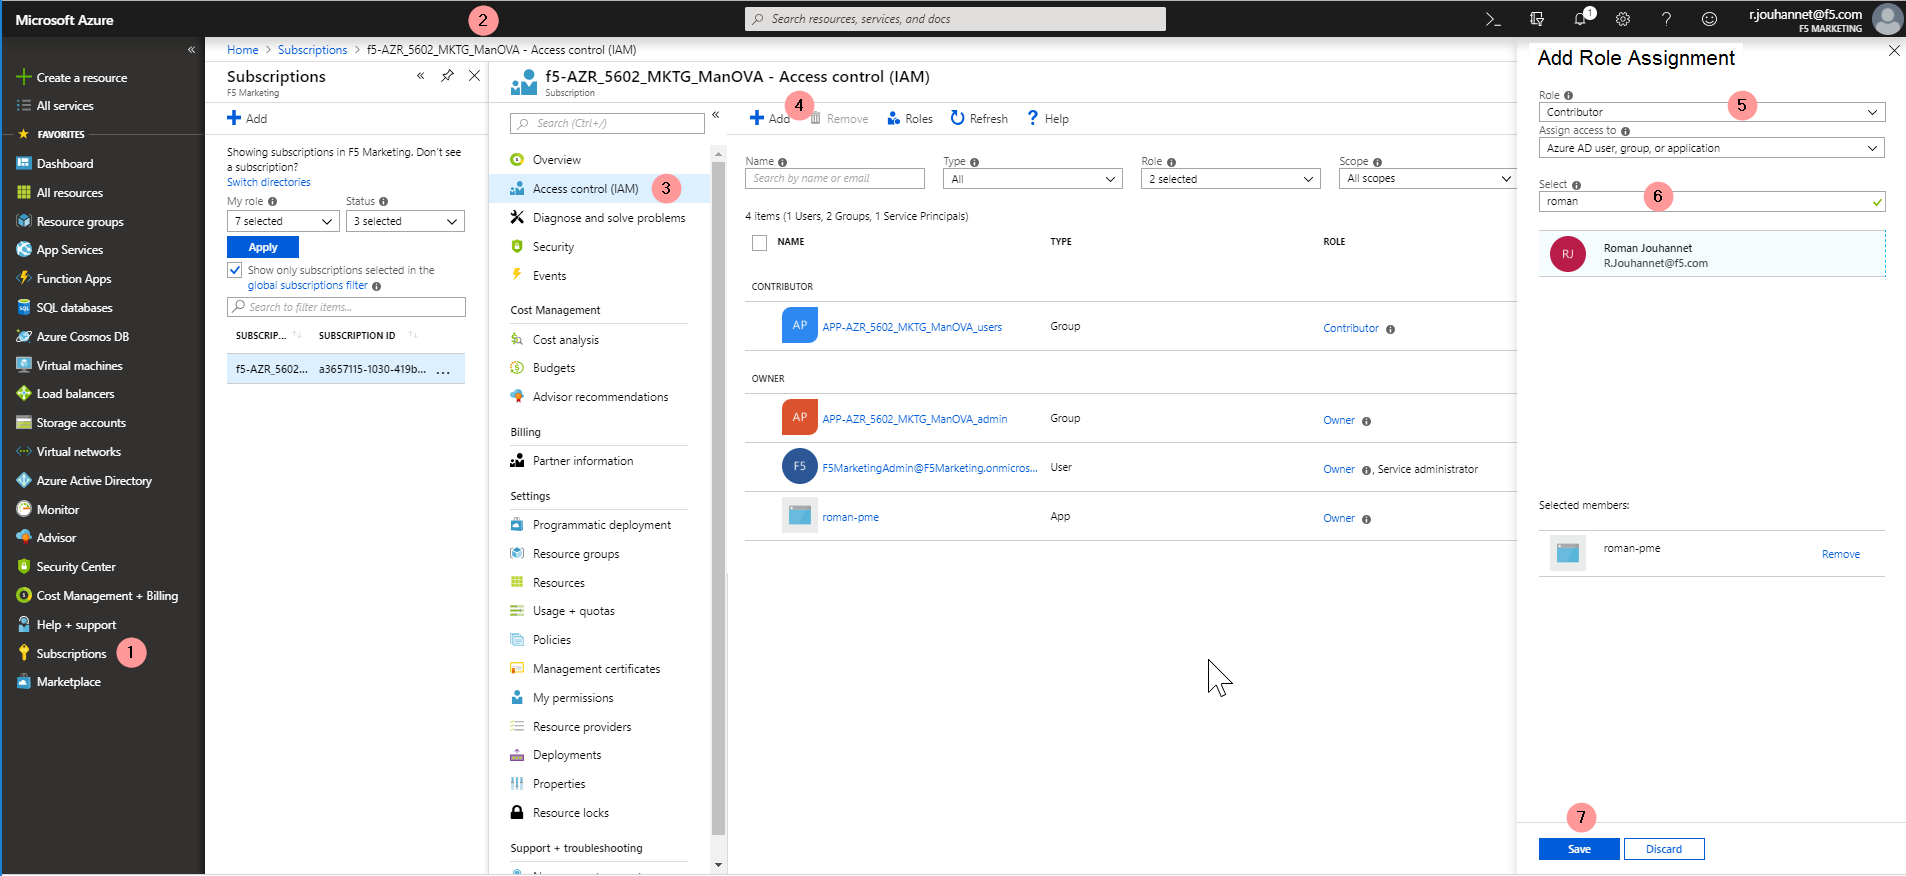 Microsoft Azure
2
Search resources, services, and docs
1
r.jouhannet@f5.com
F5 MARKETING
«
Create a resource
All services
FAVORITES
Dashboard
All resources
Resource groups
App Services
Function Apps
SQL databases
Azure Cosmos DB
Virtual machines
Load balancers
Storage accounts
Virtual networks
Azure Active Directory
Monitor
Advisor
Security Center
Cost Management + Billing
Help + support
Subscriptions 1
Marketplace
Home > Subscriptions > f5-AZR_5602_MKTG_ManOVA - Access control (IAM)
Subscriptions
F5 Marketing
Add
Showing subscriptions in F5 Marketing. Don't see
a subscription?
Switch directories
My role Status
7 selected 3 selected
Apply
Show only subscriptions selected in the
global subscriptions filter
Search to filter items...
SUBSCRIP... SUBSCRIPTION ID
f5-AZR_5602... a3657115-1030-419b... ...
f5-AZR_5602_MKTG_ManOVA - Access control (IAM)
Subscription
Search (Ctrl+/)
Overview
Access control (IAM) 3
Diagnose and solve problems
Security
Events
Cost Management
Cost analysis
Budgets
Advisor recommendations
Billing
Partner information
Settings
Programmatic deployment
Resource groups
Resources
Usage + quotas
Policies
Management certificates
My permissions
Resource providers
Deployments
Properties
Resource locks
Support + troubleshooting
4
Add Remove Roles Refresh Help
Name Type Role Scope
Search by name or email All 2 selected All scopes
4 items (1 Users, 2 Groups, 1 Service Principals)
NAME TYPE ROLE
CONTRIBUTOR
AP APP-AZR_5602_MKTG_ManOVA_users Group Contributor
OWNER
AP APP-AZR_5602_MKTG_ManOVA_admin Group Owner
F5 F5MarketingAdmin@F5Marketing.onmicros... User Owner , Service administrator
roman-pme App Owner
Add Role Assignment
Role
Contributor 5
Assign access to
Azure AD user, group, or application
Select
roman 6
RJ Roman Jouhannet
R.Jouhannet@f5.com
Selected members:
roman-pme Remove
7
Save Discard